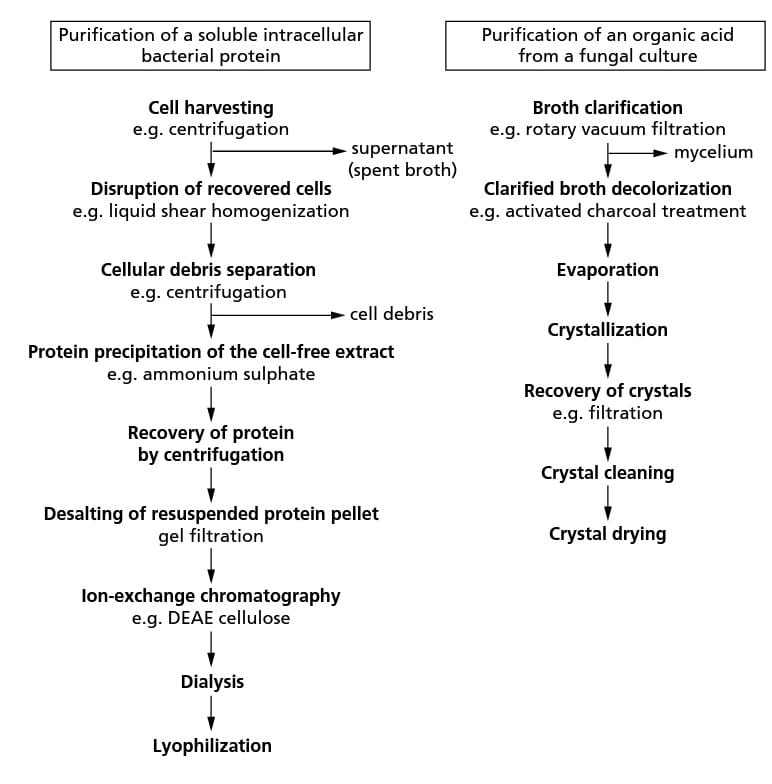 Purification of a soluble intracellular
bacterial protein
Cell harvesting
e.g. centrifugation
supernatant
(spent broth)
Disruption of recovered cells
e.g. liquid shear homogenization
Cellular debris separation
e.g. centrifugation
cell debris
Protein precipitation of the cell-free extract
e.g. ammonium sulphate
Recovery of protein
by centrifugation
Desalting of resuspended protein pellet
gel filtration
Ion-exchange chromatography
e.g. DEAE cellulose
Dialysis
Lyophilization
Purification of an organic acid
from a fungal culture
Broth clarification
e.g. rotary vacuum filtration
mycelium
Clarified broth decolorization
e.g. activated charcoal treatment
Evaporation
Crystallization
Recovery of crystals
e.g. filtration
Crystal cleaning
Crystal drying